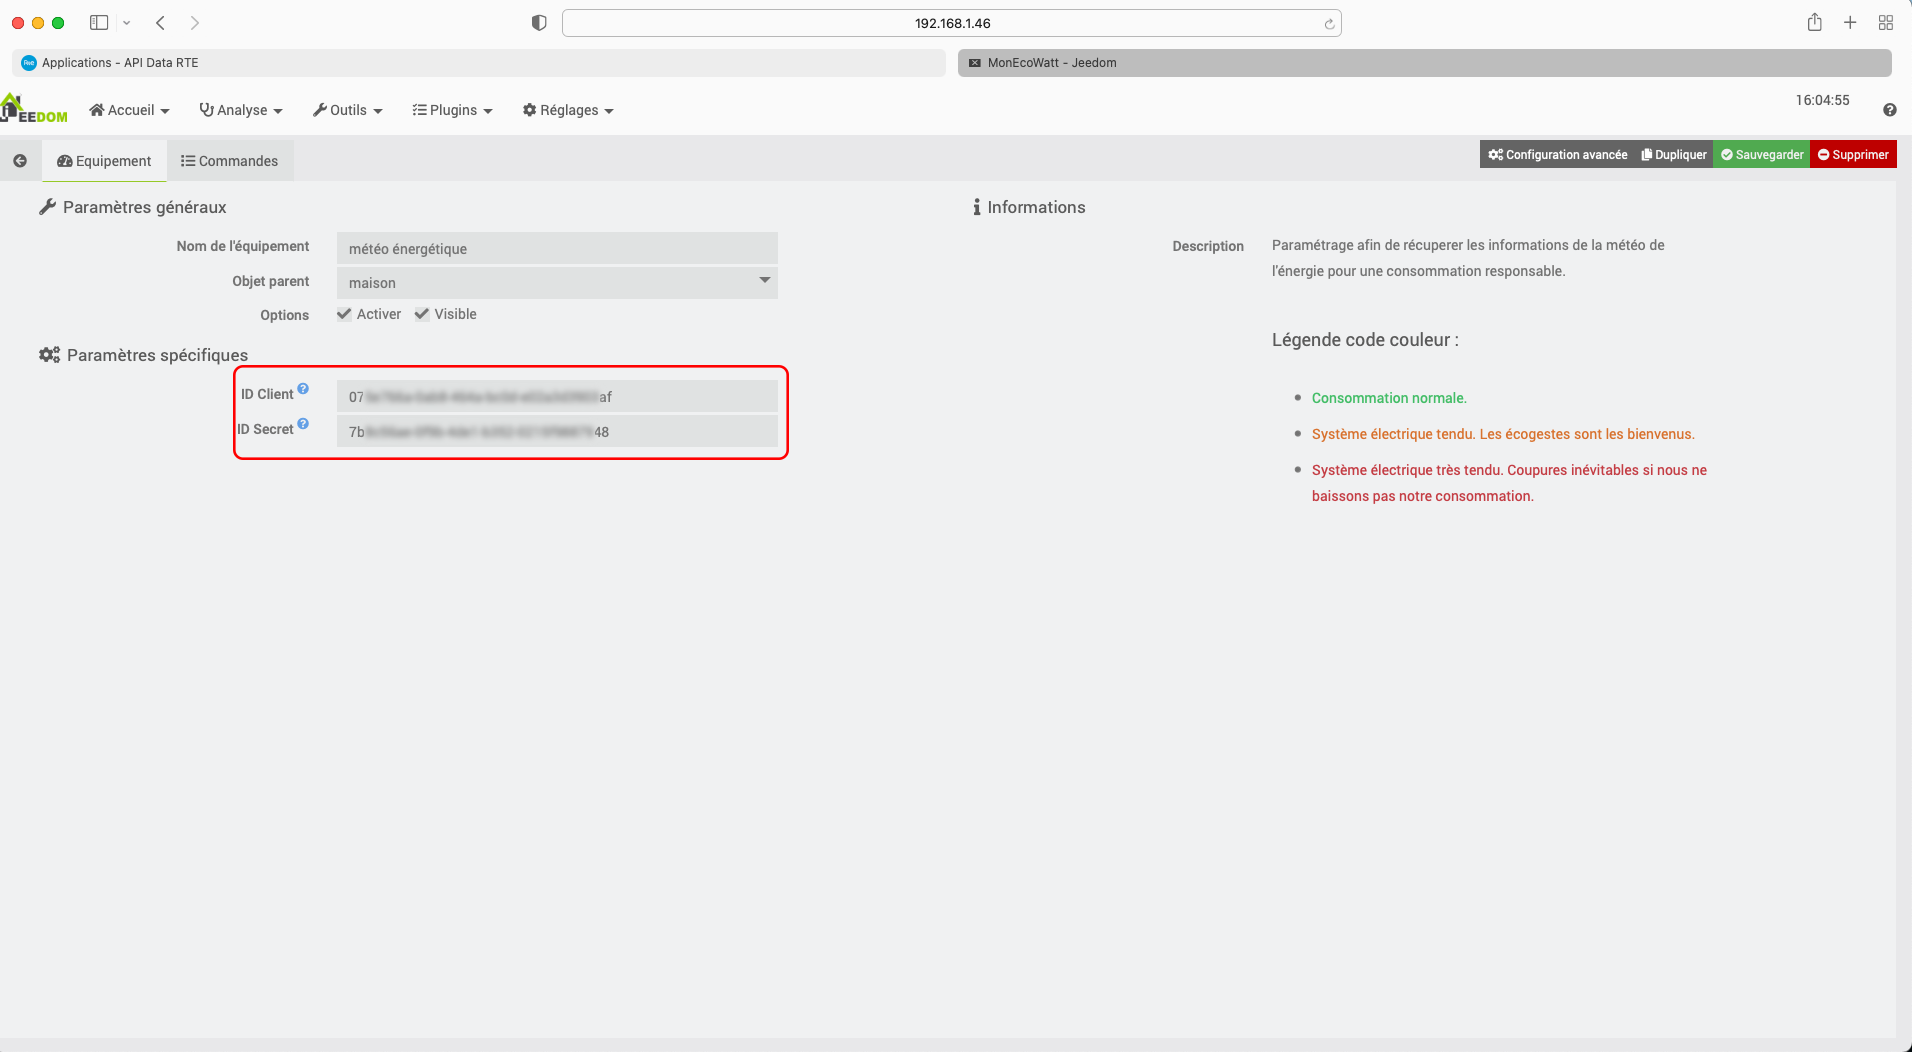 192.168.1.46
Applications - API Data RTE
MonEcoWatt - Jeedom
JEEDOM
Accueil
Analyse
Outils
Plugins
Réglages
16:04:55
Equipement
Commandes
Configuration avancée
Dupliquer
Sauvegarder
Supprimer
Paramètres généraux
Nom de l'équipement
météo énergétique
Objet parent
maison
Options
Activer
Visible
Paramètres spécifiques
ID Client
07
af
ID Secret
7b
48
Informations
Description
Paramétrage afin de récuperer les informations de la météo de
l'énergie pour une consommation responsable.
Légende code couleur :
Consommation normale.
Système électrique tendu. Les écogestes sont les bienvenus.
Système électrique très tendu. Coupures inévitables si nous ne
baissons pas notre consommation.